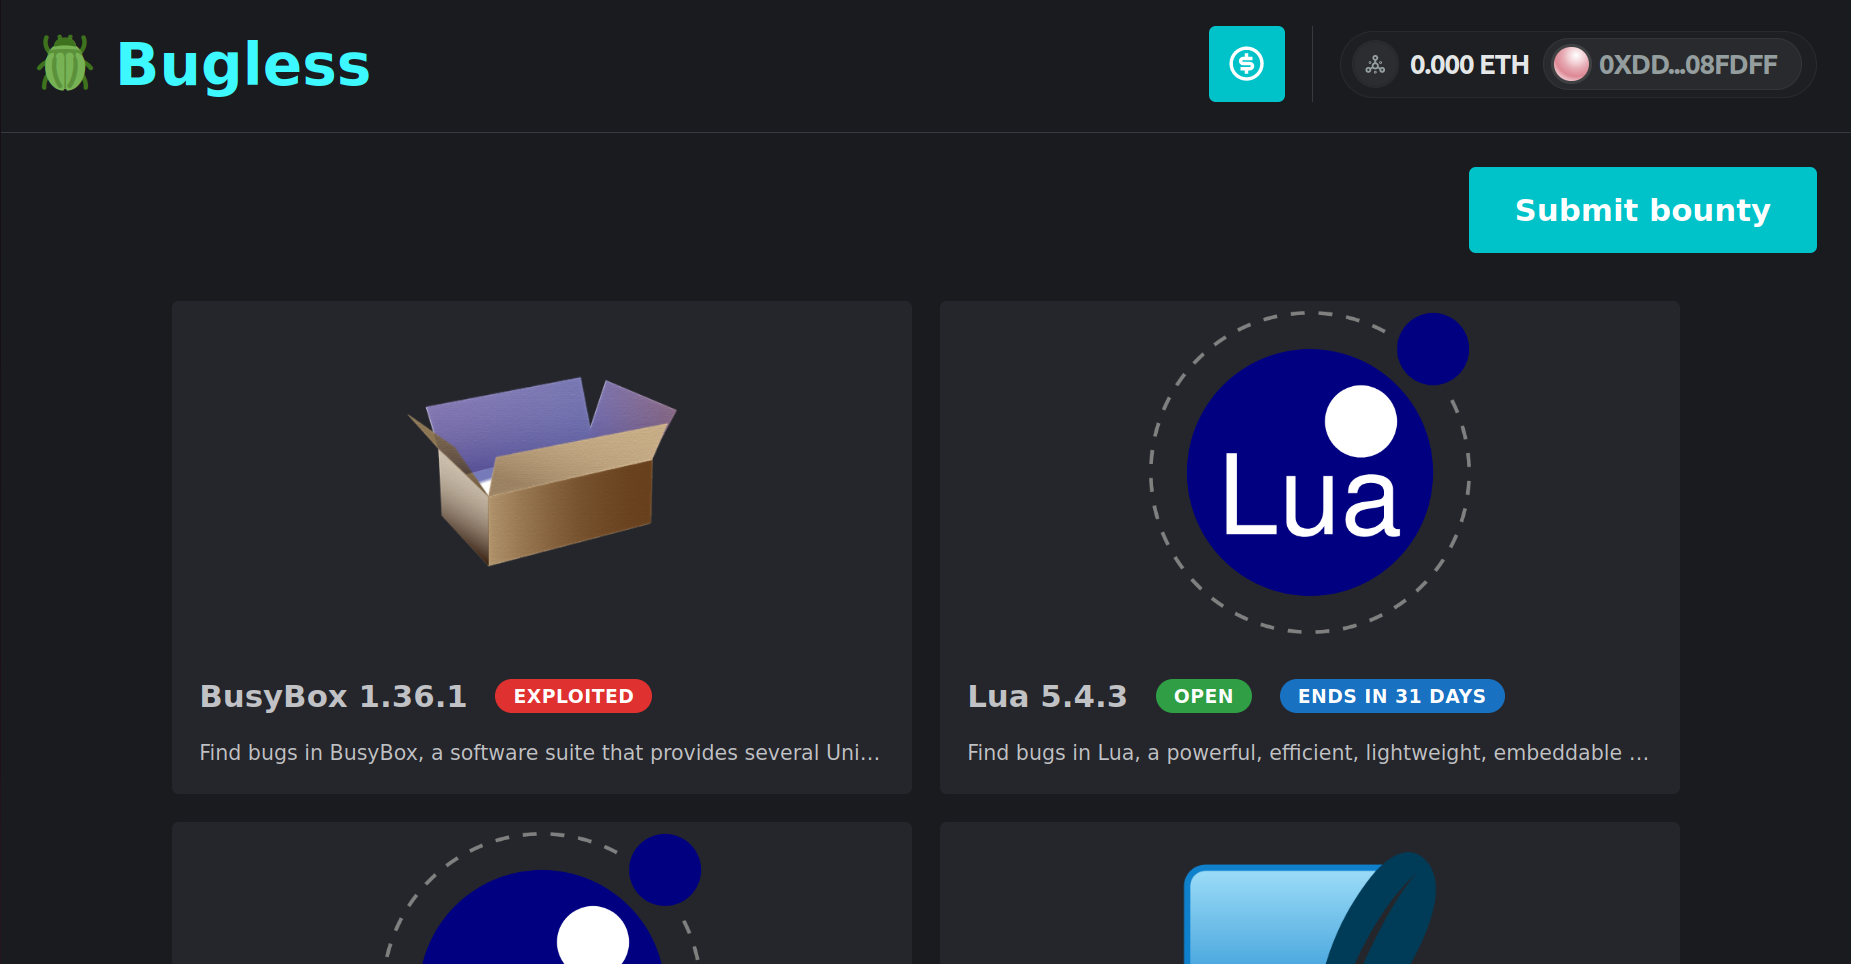 Bugless
0.000 ETH
0XDD...08FDFF
Submit bounty
Lua
BusyBox 1.36.1
EXPLOITED
Find bugs in BusyBox, a software suite that provides several Uni...
Lua 5.4.3
OPEN
ENDS IN 31 DAYS
Find bugs in Lua, a powerful, efficient, lightweight, embeddable ...